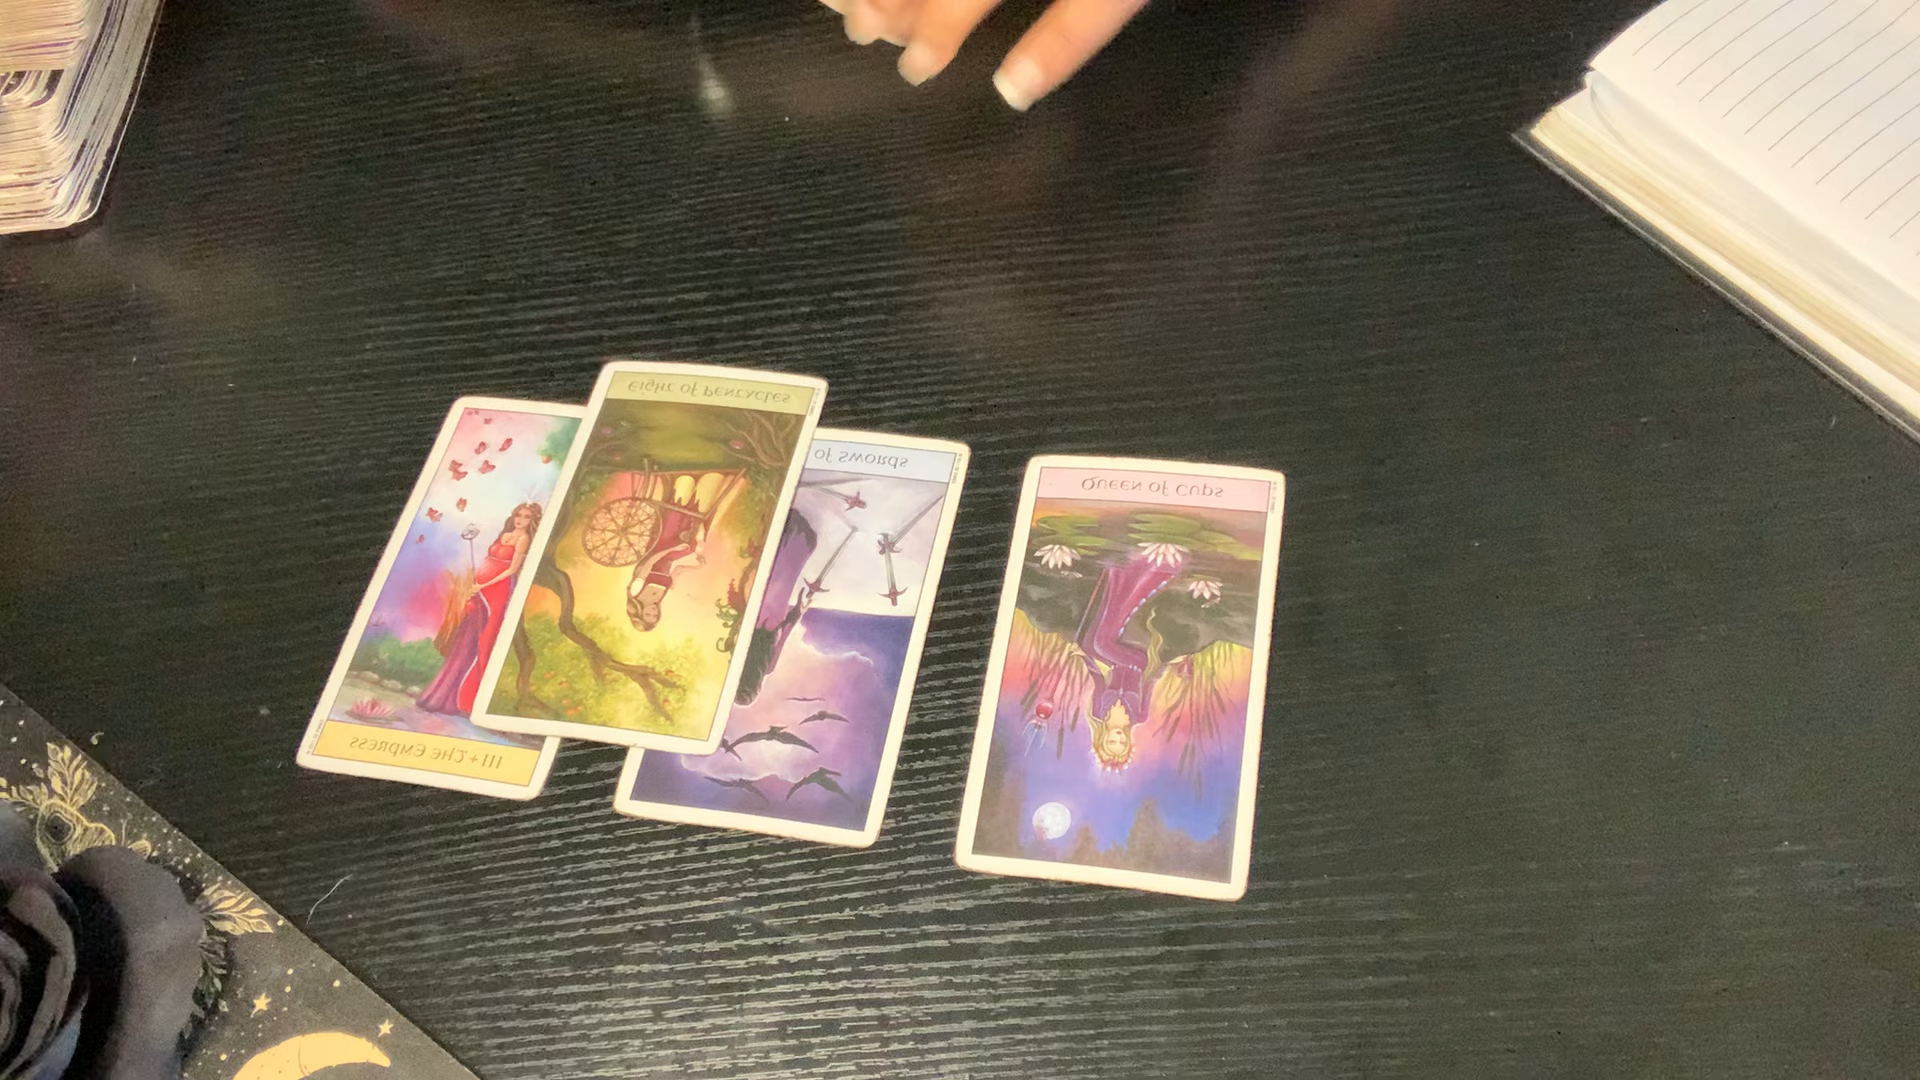 Eight of Pentacles
of Swords
Queen of Cups
III+The Empress